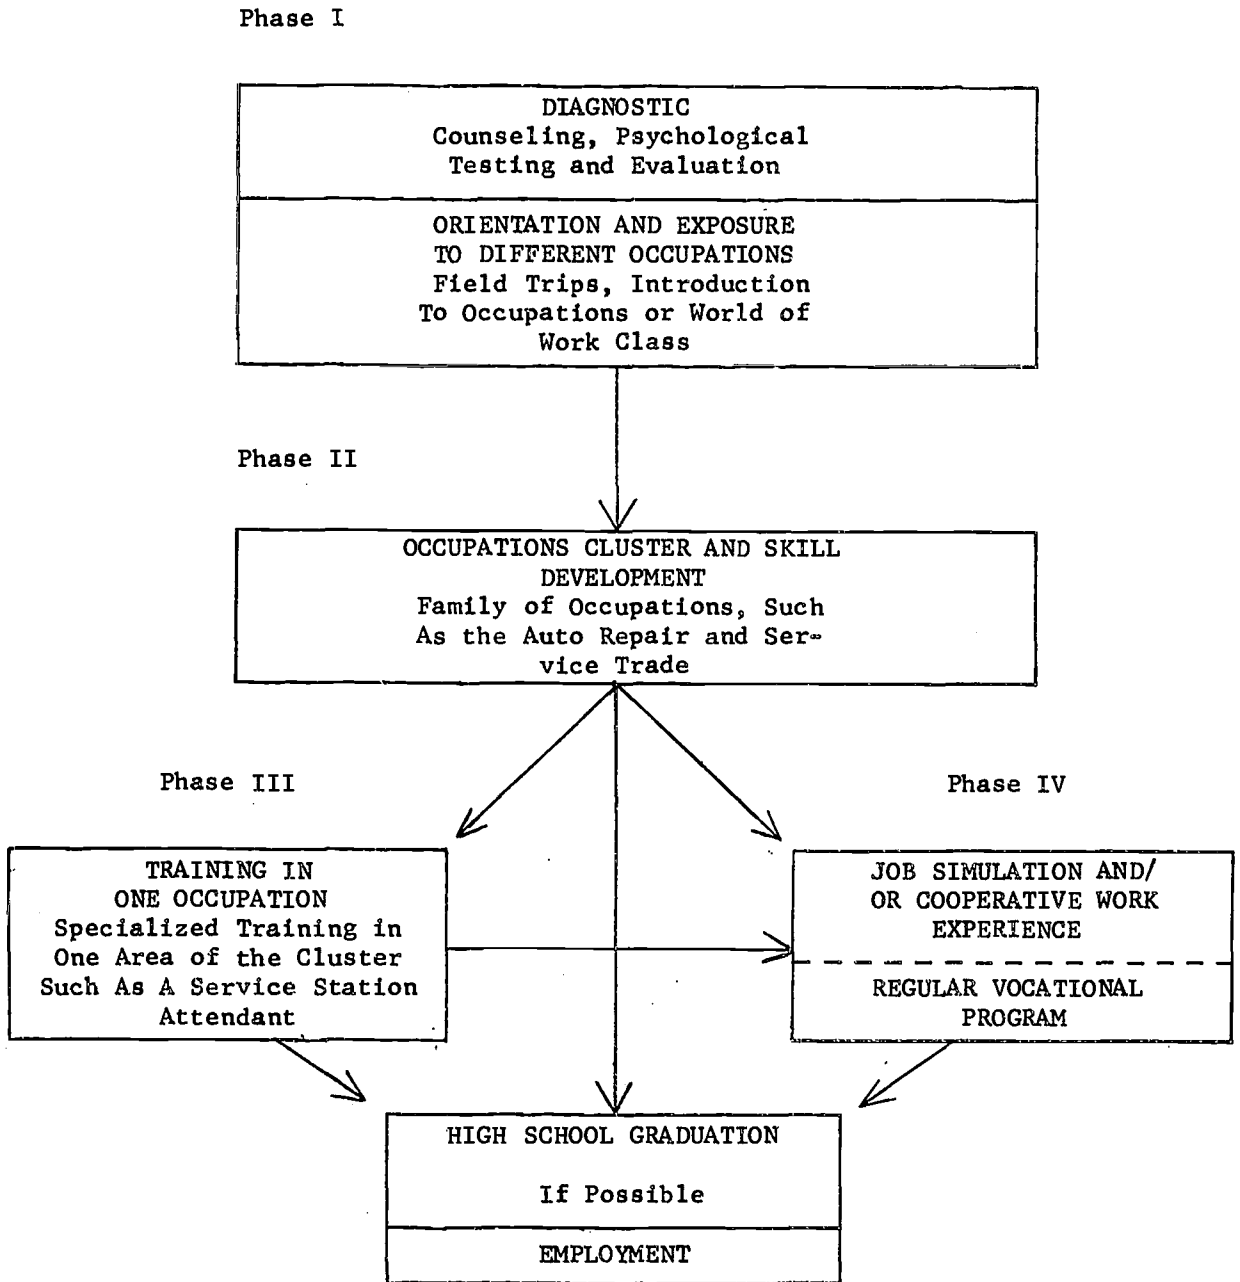 Phase I
DIAGNOSTIC
Counseling, Psychological
Testing and Evaluation
ORIENTATION AND EXPOSURE
TO DIFFERENT OCCUPATIONS
Field Trips, Introduction
To Occupations or World of
Work Class
Phase II
OCCUPATIONS CLUSTER AND SKILL
DEVELOPMENT
Family of Occupations, Such
As the Auto Repair and Ser-
vice Trade
Phase III
TRAINING IN
ONE OCCUPATION
Specialized Training in
One Area of the Cluster
Such As A Service Station
Attendant
Phase IV
JOB SIMULATION AND/
OR COOPERATIVE WORK
EXPERIENCE
REGULAR VOCATIONAL
PROGRAM
HIGH SCHOOL GRADUATION
If Possible
EMPLOYMENT